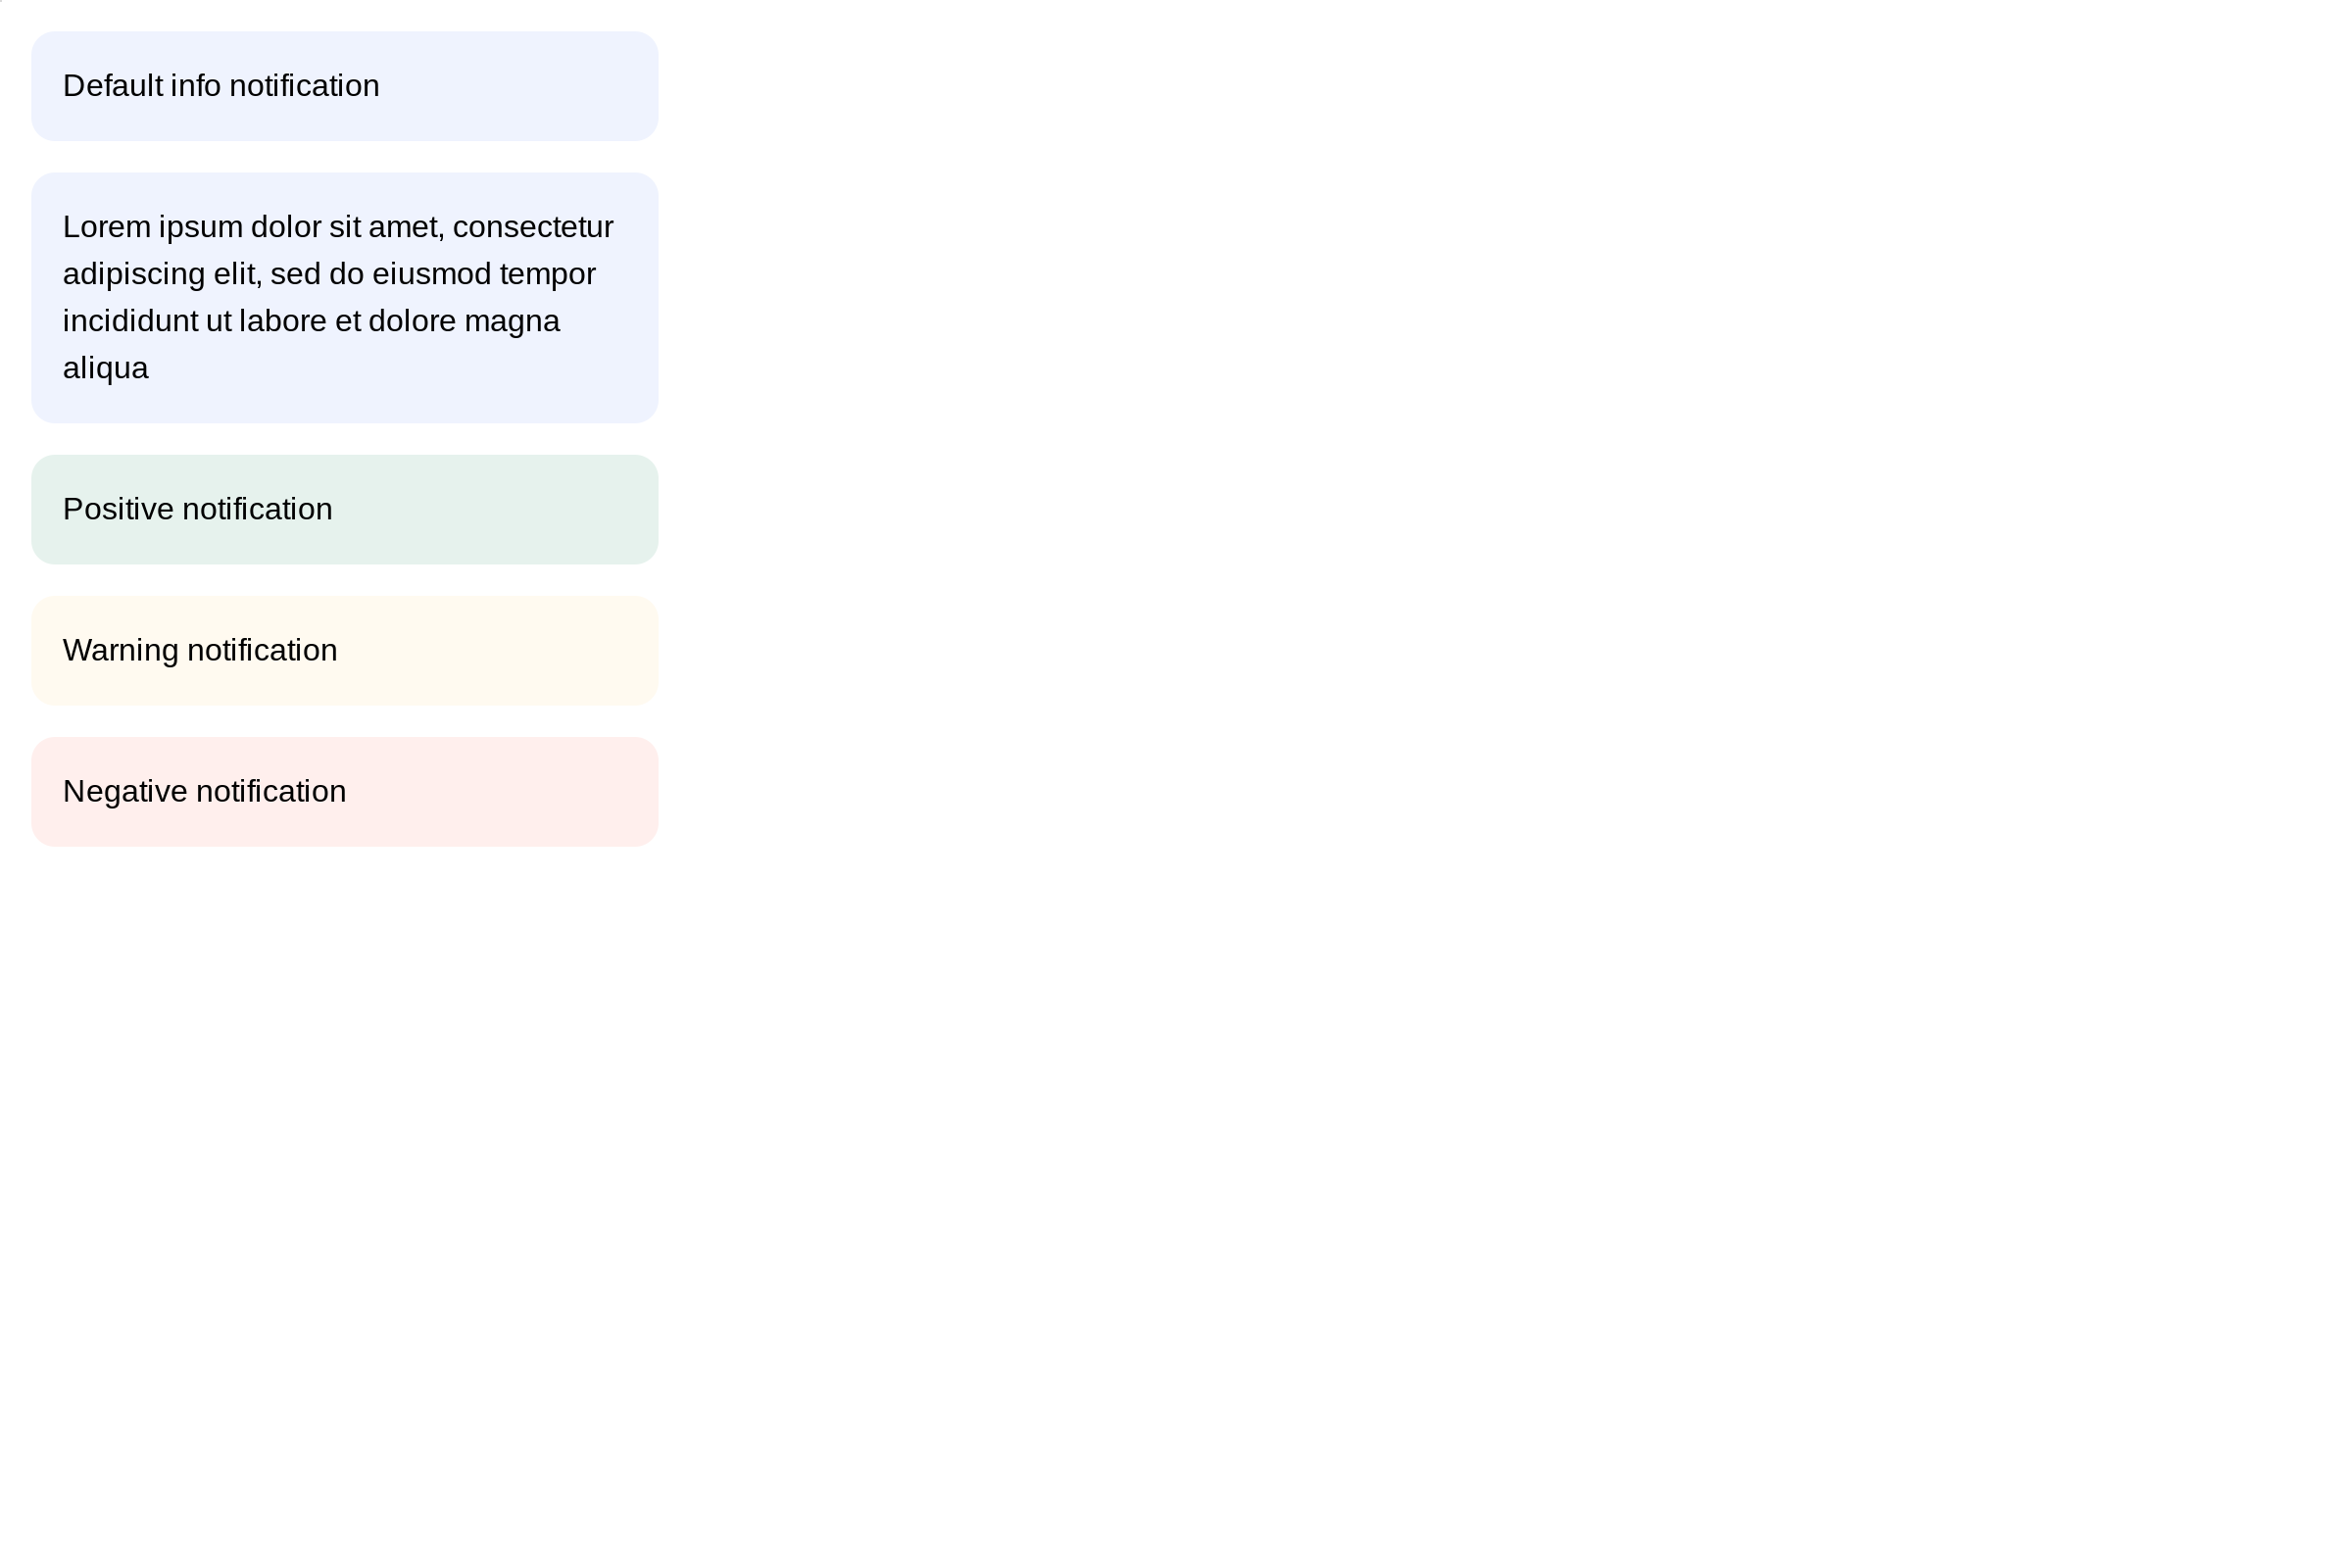 Default info notification
Lorem ipsum dolor sit amet, consectetur
adipiscing elit, sed do eiusmod tempor
incididunt ut labore et dolore magna
aliqua
Positive notification
Warning notification
Negative notification